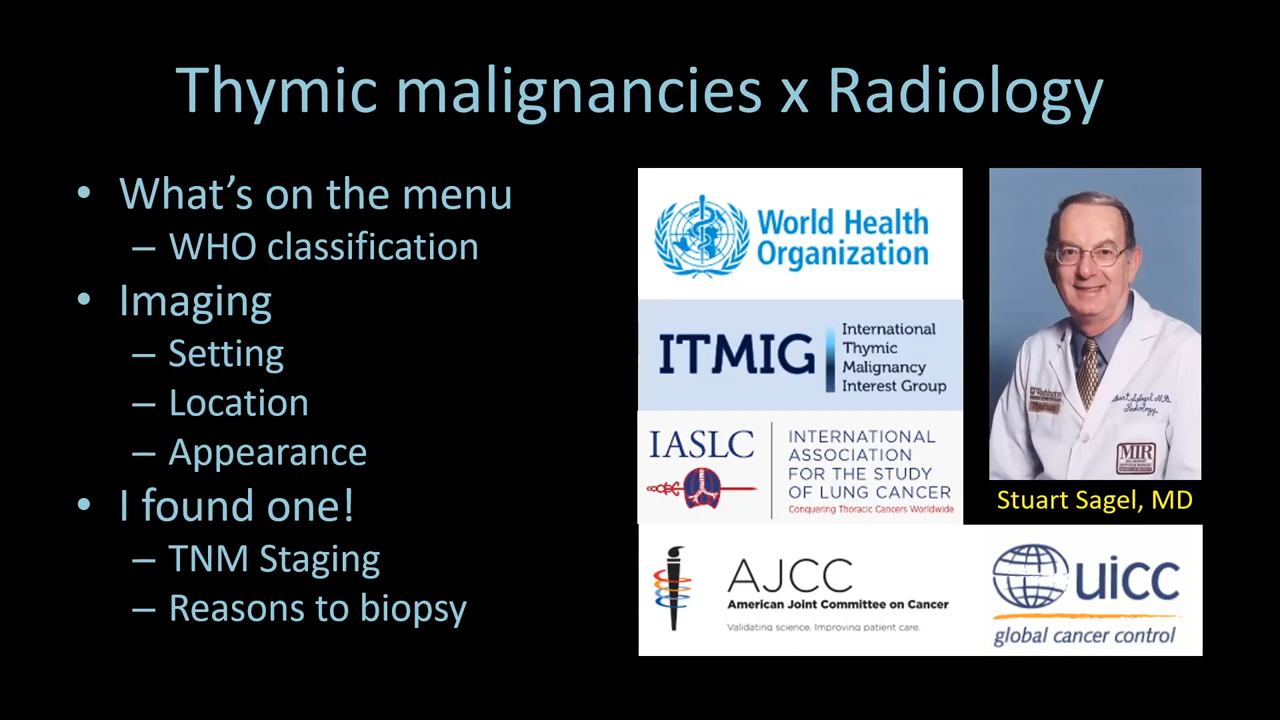 Thymic malignancies x Radiology
• What's on the menu
– WHO classification
• Imaging
– Setting
– Location
– Appearance
• I found one!
– TNM Staging
– Reasons to biopsy
World Health
Organization
ITMIG
International
Thymic
Malignancy
Interest Group
IASLC
INTERNATIONAL
ASSOCIATION
FOR THE STUDY
OF LUNG CANCER
Conquering Thoracic Cancers Worldwide
Washington
Radiology
MIR
Stuart Sagel, MD
AJCC
American Joint Committee on Cancer
Validating science. Improving patient care.
uicc
global cancer control